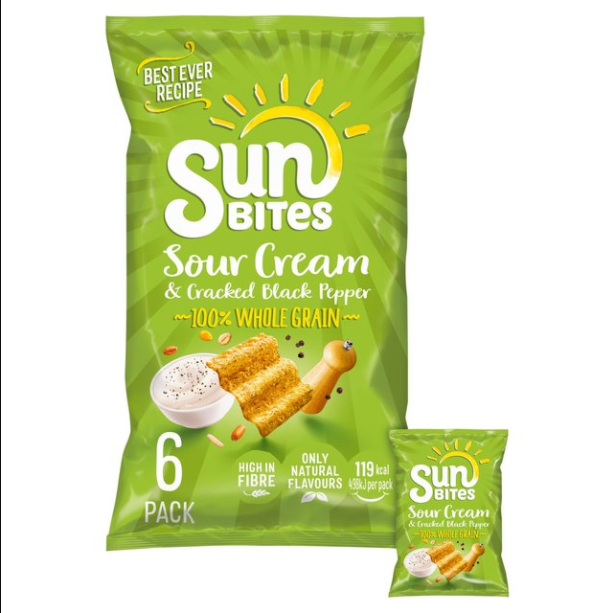 BEST EVER
RECIPE
Sun
BITES
Sour Cream
& Cracked Black Pepper
100% WHOLE GRAIN
6
PACK
HIGH IN
FIBRE
ONLY
NATURAL
FLAVOURS
119 kcal
498kJ per pack
Sun
BITES
Sour Cream
& Cracked Black Pepper
100% WHOLE GRAIN